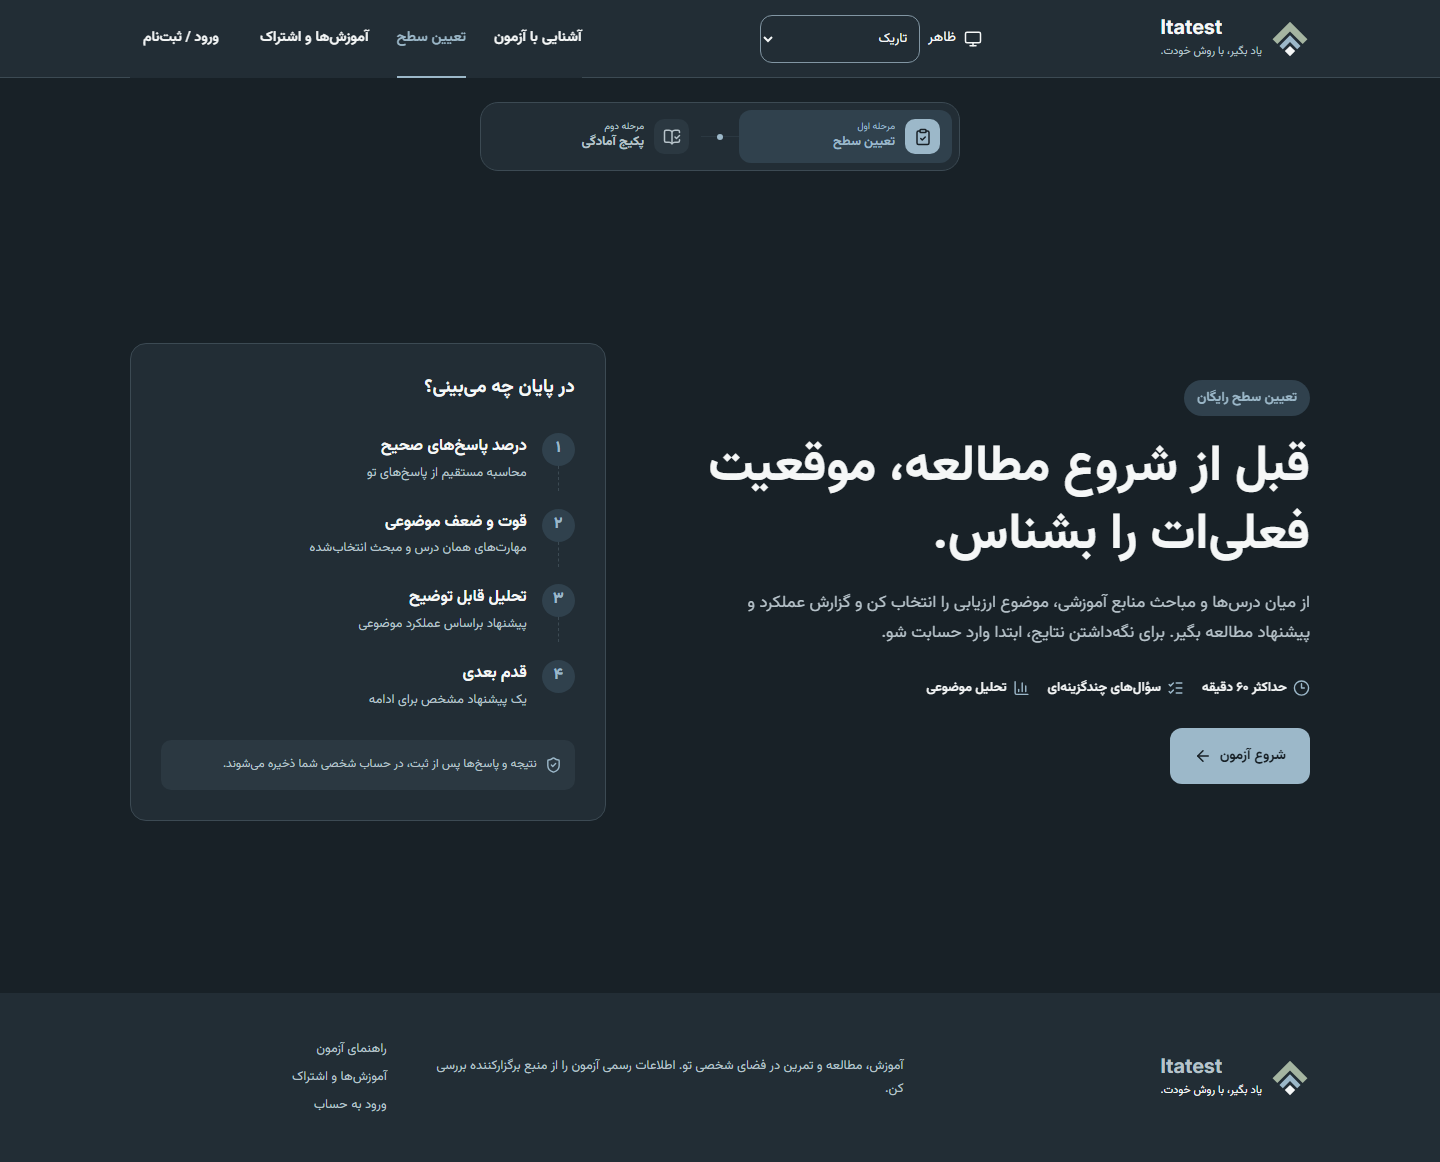 Itatest
یاد بگیر، با روش خودت.
ظاهر
تاریک
آشنایی با آزمون
تعیین سطح
آموزش‌ها و اشتراک
ورود / ثبت‌نام
مرحله اول
تعیین سطح
مرحله دوم
پکیج آمادگی
تعیین سطح رایگان
قبل از شروع مطالعه، موقعیت
فعلی‌ات را بشناس.
از میان درس‌ها و مباحث منابع آموزشی، موضوع ارزیابی را انتخاب کن و گزارش عملکرد و
پیشنهاد مطالعه بگیر. برای نگه‌داشتن نتایج، ابتدا وارد حسابت شو.
حداکثر ۶۰ دقیقه
سؤال‌های چندگزینه‌ای
تحلیل موضوعی
شروع آزمون
در پایان چه می‌بینی؟
۱
درصد پاسخ‌های صحیح
محاسبه مستقیم از پاسخ‌های تو
۲
قوت و ضعف موضوعی
مهارت‌های همان درس و مبحث انتخاب‌شده
۳
تحلیل قابل توضیح
پیشنهاد براساس عملکرد موضوعی
۴
قدم بعدی
یک پیشنهاد مشخص برای ادامه
نتیجه و پاسخ‌ها پس از ثبت، در حساب شخصی شما ذخیره می‌شوند.
Itatest
یاد بگیر، با روش خودت.
آموزش، مطالعه و تمرین در فضای شخصی تو. اطلاعات رسمی آزمون را از منبع برگزارکننده بررسی
کن.
راهنمای آزمون
آموزش‌ها و اشتراک
ورود به حساب